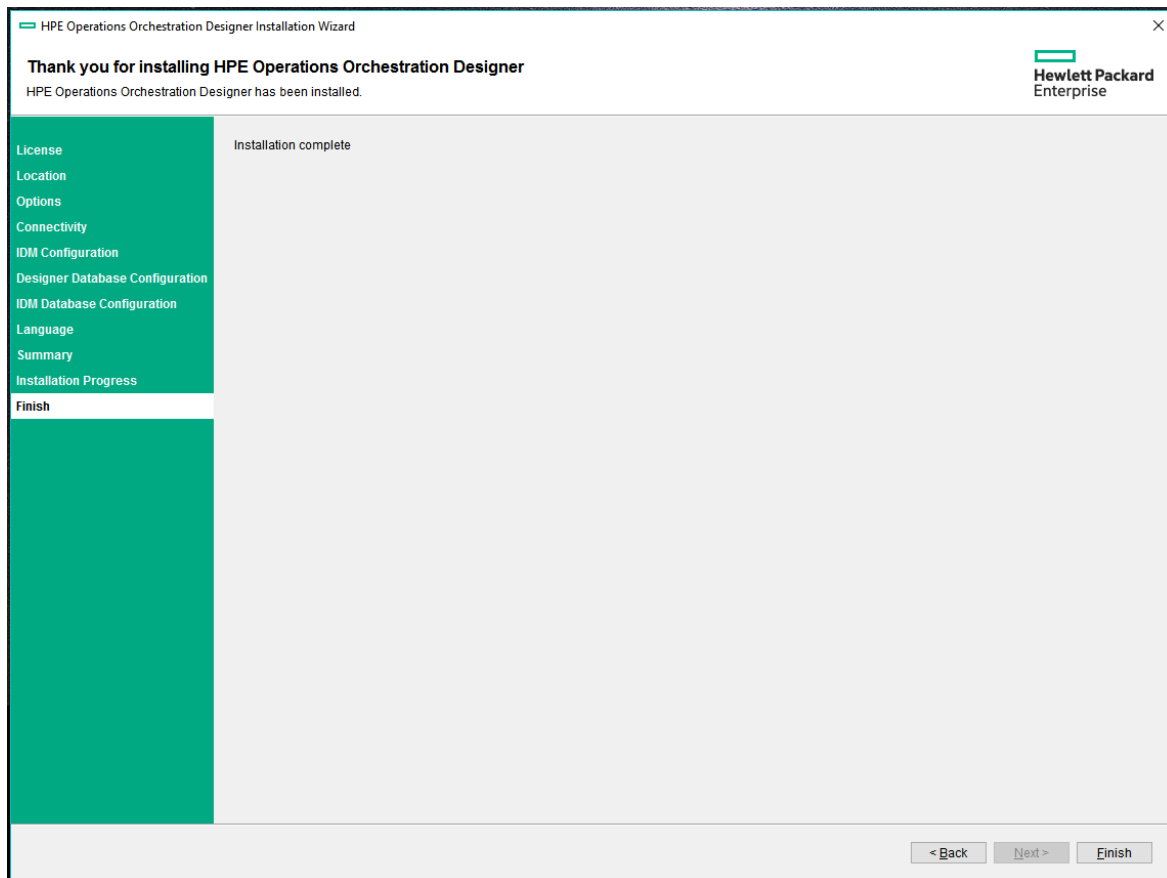 HPE Operations Orchestration Designer Installation Wizard
Thank you for installing HPE Operations Orchestration Designer
HPE Operations Orchestration Designer has been installed.
Hewlett Packard
Enterprise
License
Location
Options
Connectivity
IDM Configuration
Designer Database Configuration
IDM Database Configuration
Language
Summary
Installation Progress
Finish
Installation complete
< Back
Next >
Finish